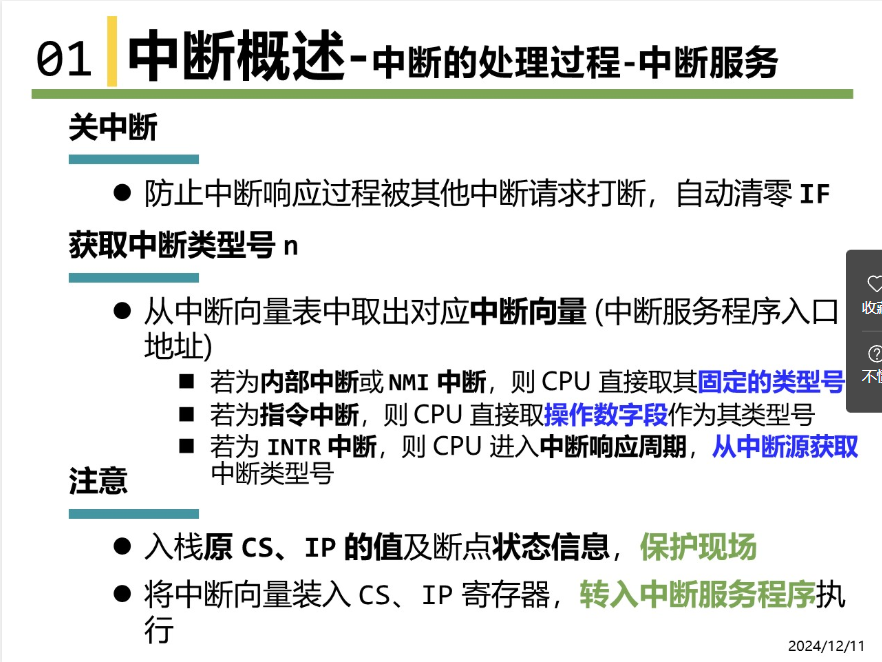 01 中断概述-中断的处理过程-中断服务
关中断
● 防止中断响应过程被其他中断请求打断，自动清零 IF
获取中断类型号 n
● 从中断向量表中取出对应中断向量 (中断服务程序入口
地址)
■ 若为内部中断或 NMI 中断，则 CPU 直接取其固定的类型号
■ 若为指令中断，则 CPU 直接取操作数字段作为其类型号
■ 若为 INTR 中断，则 CPU 进入中断响应周期，从中断源获取
中断类型号
注意
● 入栈原 CS、IP 的值及断点状态信息，保护现场
● 将中断向量装入 CS、IP 寄存器，转入中断服务程序执
行
2024/12/11
收藏